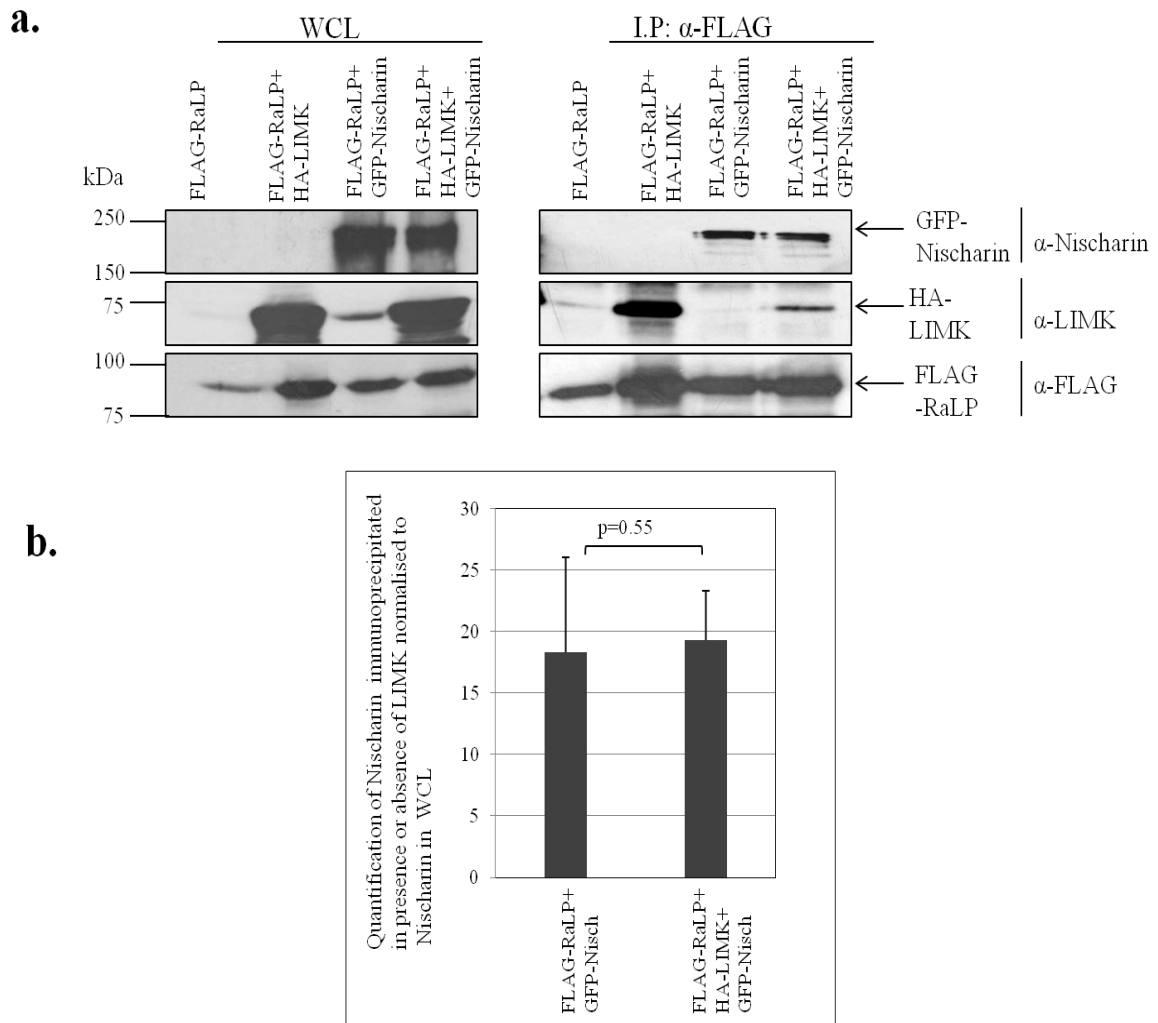 a.
WCL
I.P: α-FLAG
FLAG-RaLP
FLAG-RaLP+
HA-LIMK
FLAG-RaLP+
GFP-Nischarin
FLAG-RaLP+
HA-LIMK+
GFP-Nischarin
FLAG-RaLP
FLAG-RaLP+
HA-LIMK
FLAG-RaLP+
GFP-Nischarin
FLAG-RaLP+
HA-LIMK+
GFP-Nischarin
kDa
250
150
GFP-
Nischarin
α-Nischarin
75
HA-
LIMK
α-LIMK
100
75
FLAG
-RaLP
α-FLAG
b.
Quantification of Nischarin immunoprecipitated
in presence or absence of LIMK normalised to
Nischarin in WCL
30
25
20
15
10
5
0
p=0.55
FLAG-RaLP+
GFP-Nisch
FLAG-RaLP+
HA-LIMK+
GFP-Nisch